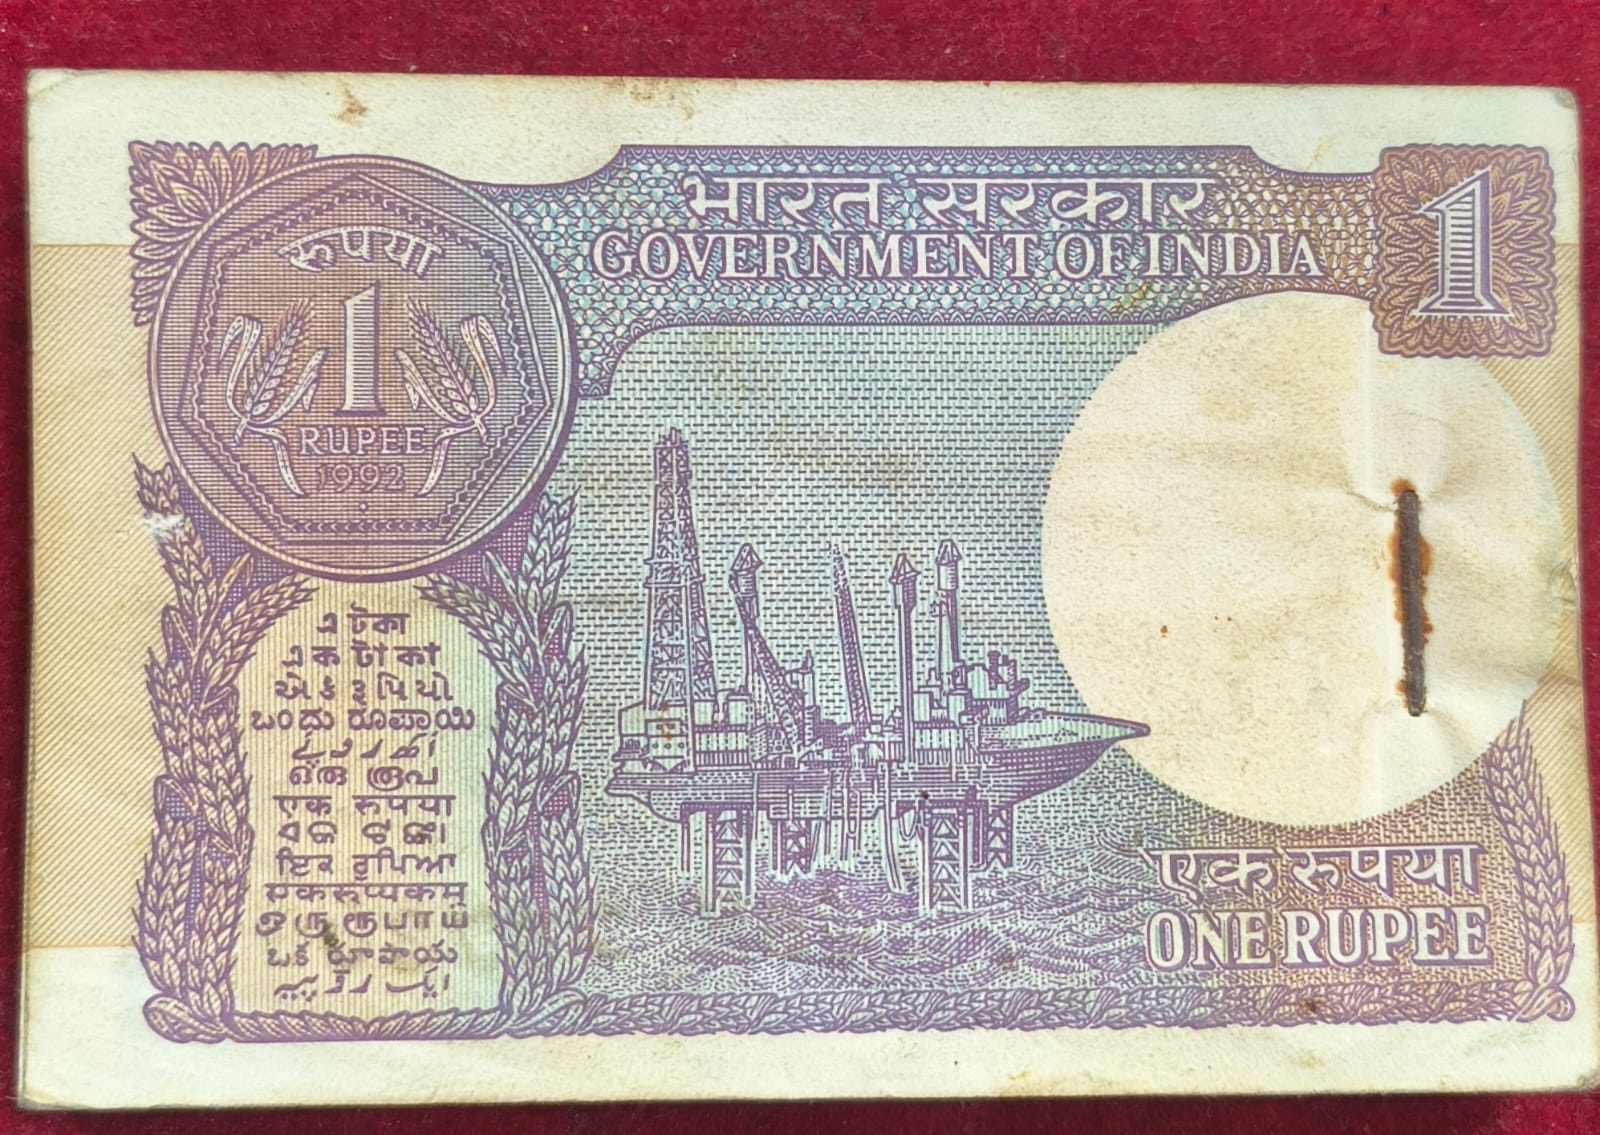 भारत सरकार
GOVERNMENT OF INDIA
1
रुपया
1
RUPEE
1992
এ টকা
এক টাকা
એક રૂપિયો
ಒಂದು ರೂಪಾಯಿ
ഒരു രൂപ
एक रुपया
ଏକ ଟଙ୍କା
ਇਕ ਰੁਪਿਆ
एकरूप्यकम्
ஒரு ரூபாய்
ఒక రూపాయ
ایک روپیہ
एक रुपया
ONE RUPEE